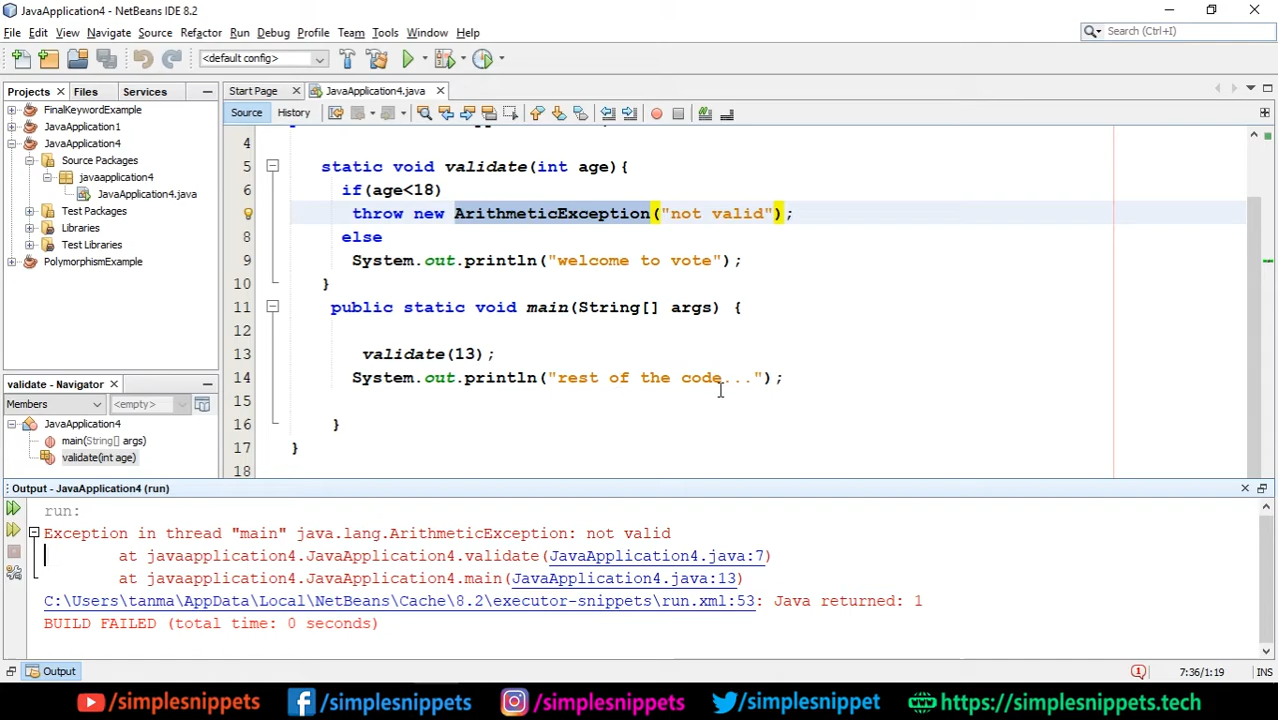 JavaApplication4 - NetBeans IDE 8.2
File Edit View Navigate Source Refactor Run Debug Profile Team Tools Window Help
Search (Ctrl+I)
<default config>
Projects Files Services
Start Page JavaApplication4.java
FinalKeywordExample
JavaApplication1
JavaApplication4
Source Packages
javaapplication4
JavaApplication4.java
Test Packages
Libraries
Test Libraries
PolymorphismExample
Source History
4
5 static void validate(int age){
6 if(age<18)
throw new ArithmeticException("not valid");
8 else
9 System.out.println("welcome to vote");
10 }
11 public static void main(String[] args) {
12
13 validate(13);
14 System.out.println("rest of the code...");
15
16 }
17 }
18
validate - Navigator
Members <empty>
JavaApplication4
main(String[] args)
validate(int age)
Output - JavaApplication4 (run)
run:
Exception in thread "main" java.lang.ArithmeticException: not valid
at javaapplication4.JavaApplication4.validate(JavaApplication4.java:7)
at javaapplication4.JavaApplication4.main(JavaApplication4.java:13)
C:\Users\tanma\AppData\Local\NetBeans\Cache\8.2\executor-snippets\run.xml:53: Java returned: 1
BUILD FAILED (total time: 0 seconds)
Output
1 7:36/1:19 INS
/simplesnippets /simplesnippets /simplesnippets /simplesnippets https://simplesnippets.tech